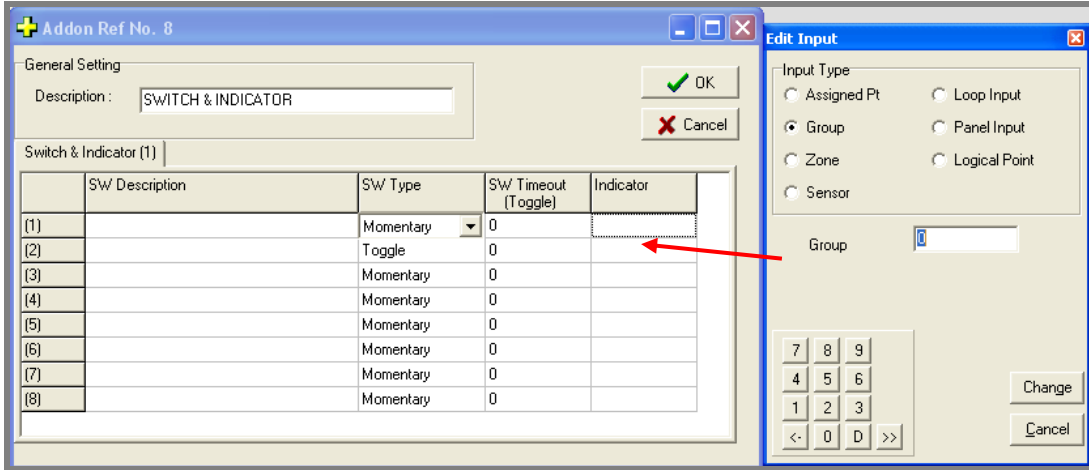 Addon Ref No. 8
General Setting
Description : SWITCH & INDICATOR
OK
Cancel
Switch & Indicator (1)
SW Description SW Type SW Timeout (Toggle) Indicator
(1) Momentary 0
(2) Toggle 0
(3) Momentary 0
(4) Momentary 0
(5) Momentary 0
(6) Momentary 0
(7) Momentary 0
(8) Momentary 0
Edit Input
Input Type
Assigned Pt Loop Input
Group Panel Input
Zone Logical Point
Sensor
Group 0
7 8 9
4 5 6
1 2 3
<- 0 D >>
Change
Cancel